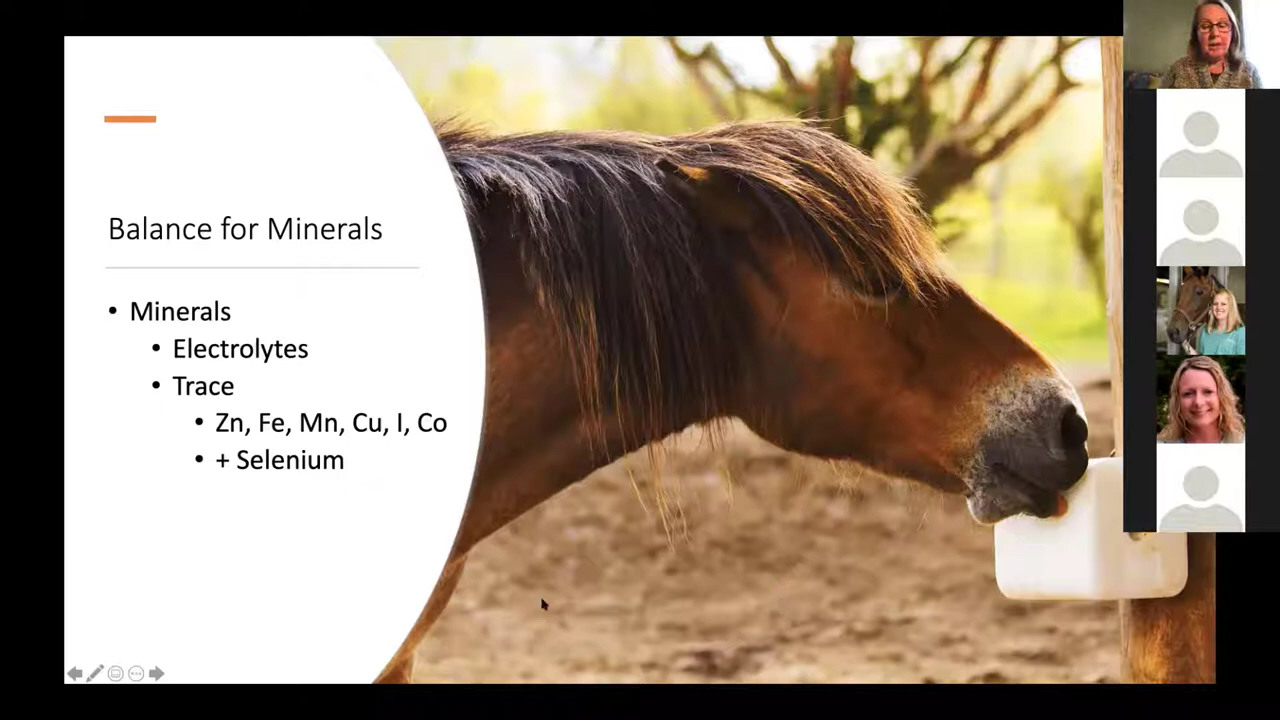 Balance for Minerals
• Minerals
• Electrolytes
• Trace
• Zn, Fe, Mn, Cu, I, Co
• + Selenium